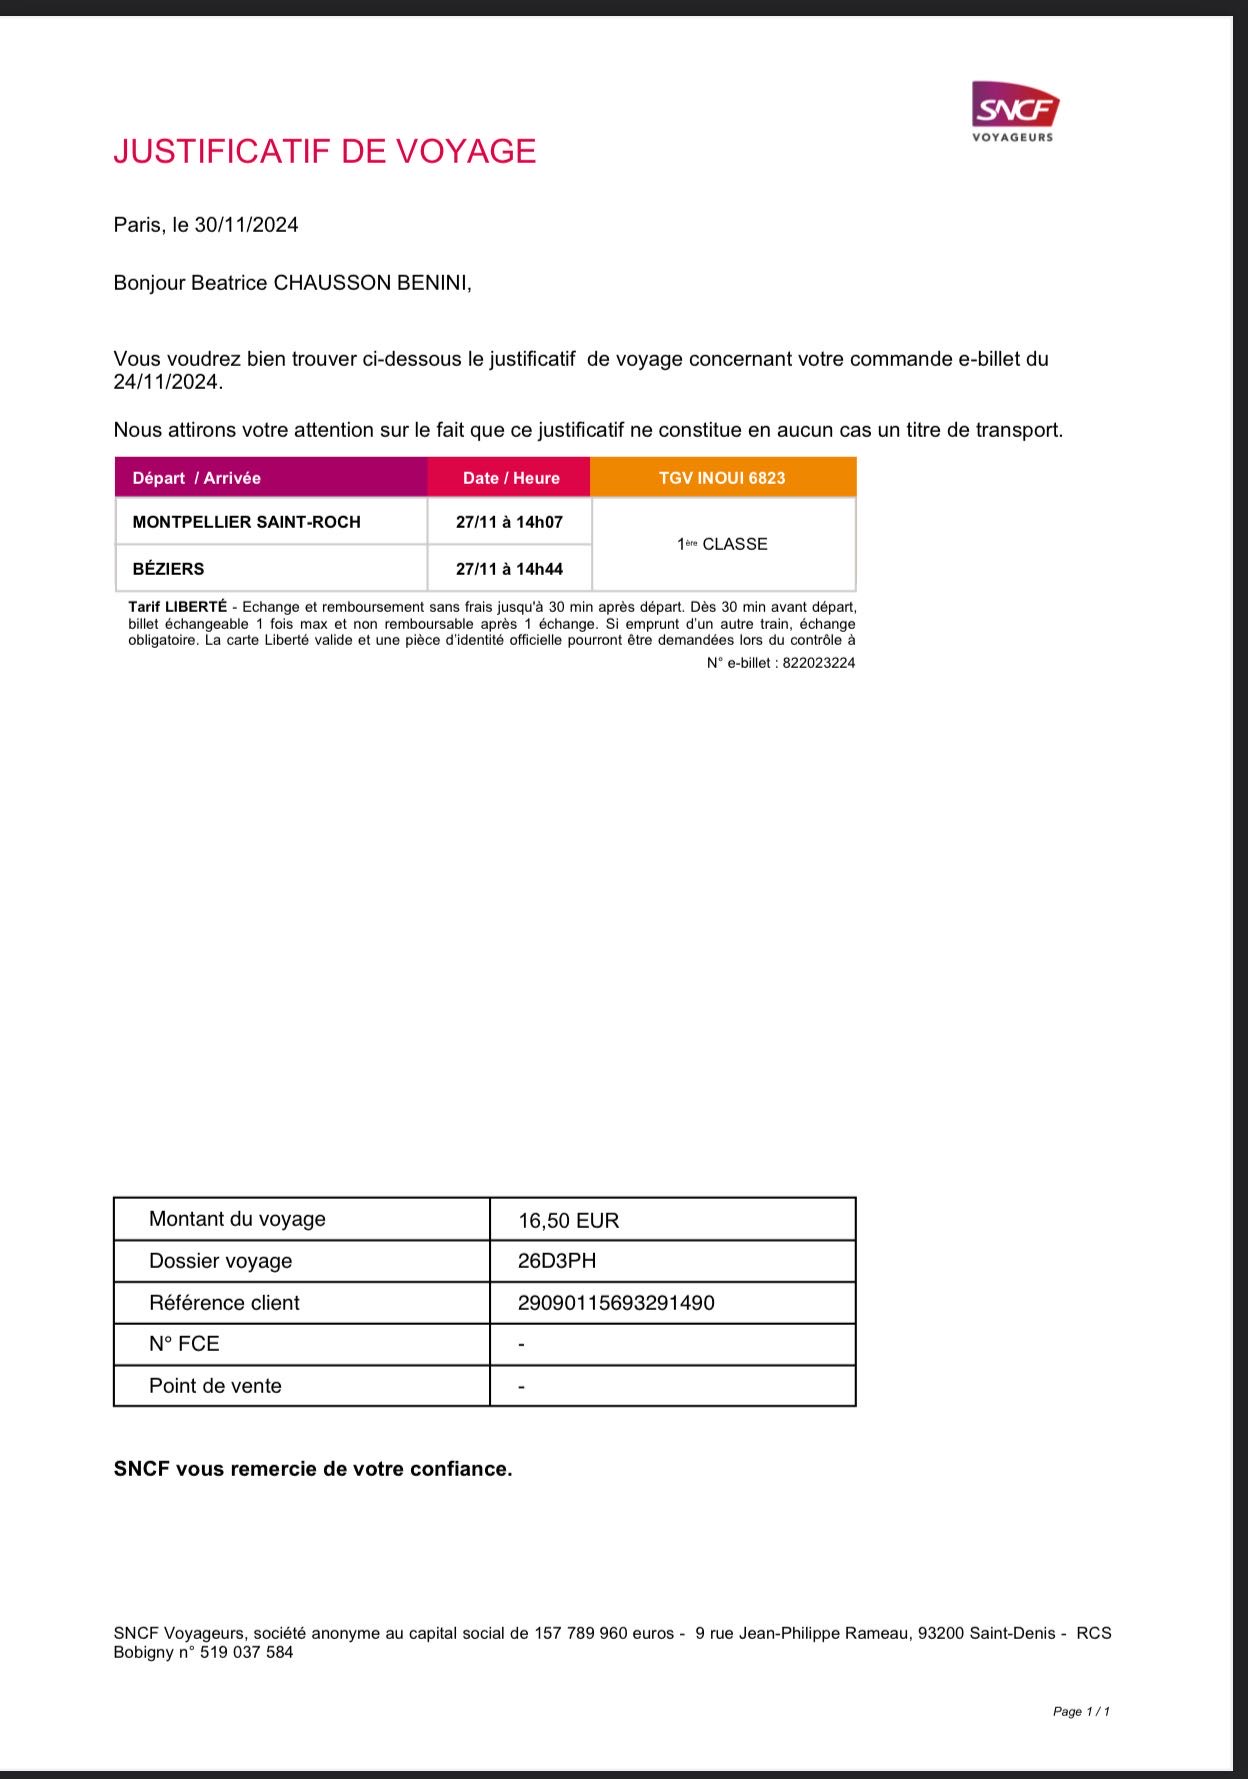 SNCF
VOYAGEURS
JUSTIFICATIF DE VOYAGE
Paris, le 30/11/2024
Bonjour Beatrice CHAUSSON BENINI,
Vous voudrez bien trouver ci-dessous le justificatif  de voyage concernant votre commande e-billet du
24/11/2024.
Nous attirons votre attention sur le fait que ce justificatif ne constitue en aucun cas un titre de transport.
Départ  / Arrivée Date / Heure TGV INOUI 6823
MONTPELLIER SAINT-ROCH 27/11 à 14h07
1ère CLASSE
BÉZIERS 27/11 à 14h44
Tarif LIBERTÉ - Echange et remboursement sans frais jusqu'à 30 min après départ. Dès 30 min avant départ,
billet échangeable 1 fois max et non remboursable après 1 échange. Si emprunt d'un autre train, échange
obligatoire. La carte Liberté valide et une pièce d'identité officielle pourront être demandées lors du contrôle à
N° e-billet : 822023224
Montant du voyage 16,50 EUR
Dossier voyage 26D3PH
Référence client 29090115693291490
N° FCE -
Point de vente -
SNCF vous remercie de votre confiance.
SNCF Voyageurs, société anonyme au capital social de 157 789 960 euros -  9 rue Jean-Philippe Rameau, 93200 Saint-Denis -  RCS
Bobigny n° 519 037 584
Page 1 / 1